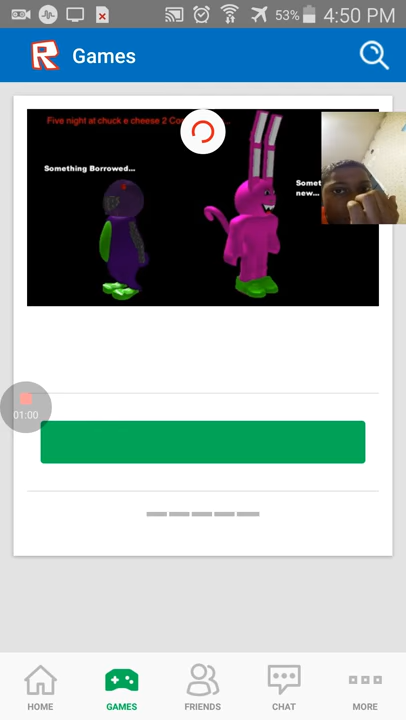 53% 4:50 PM
R Games
Five night at chuck e cheese 2 Co
Something Borrowed...
Somet
new...
01:00
HOME GAMES FRIENDS CHAT MORE